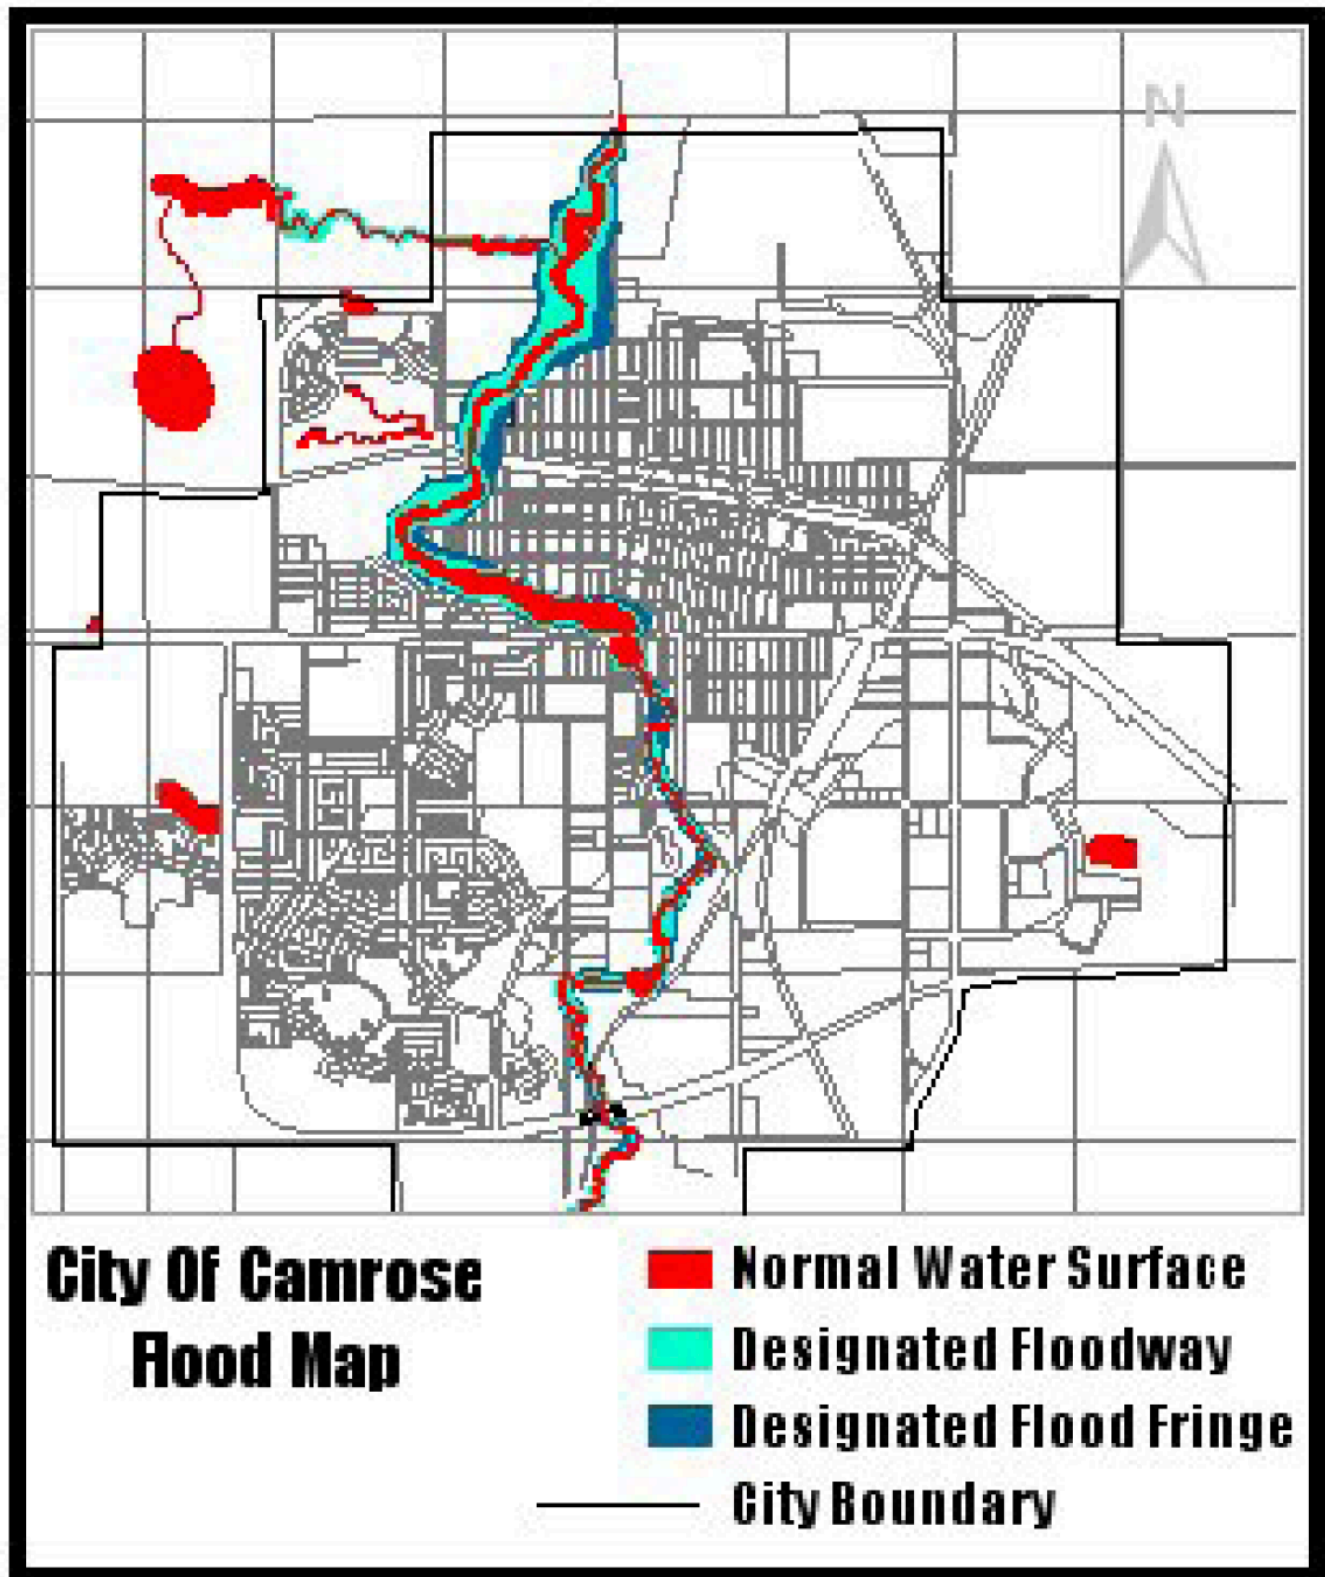 N
City Of Camrose
Flood Map
Normal Water Surface
Designated Floodway
Designated Flood Fringe
City Boundary